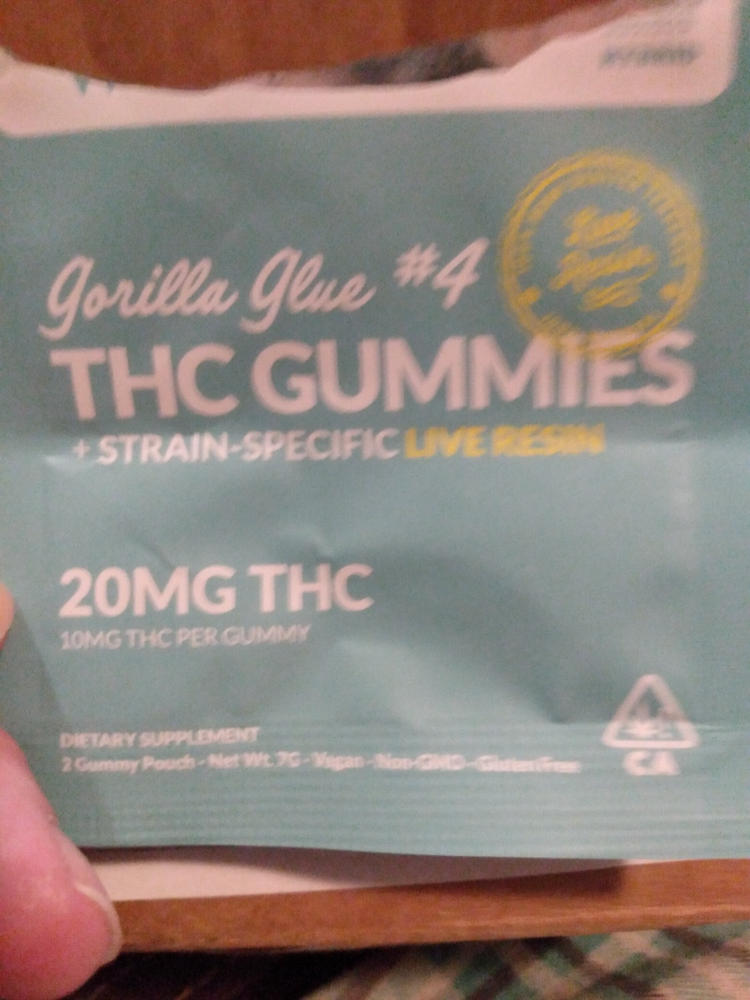 HYBRID
Gorilla Glue #4
THC GUMMIES
+ STRAIN-SPECIFIC LIVE RESIN
20MG THC
10MG THC PER GUMMY
DIETARY SUPPLEMENT
2 Gummy Pouch - Net Wt. 7G - Vegan - Non-GMO - Gluten Free
CA